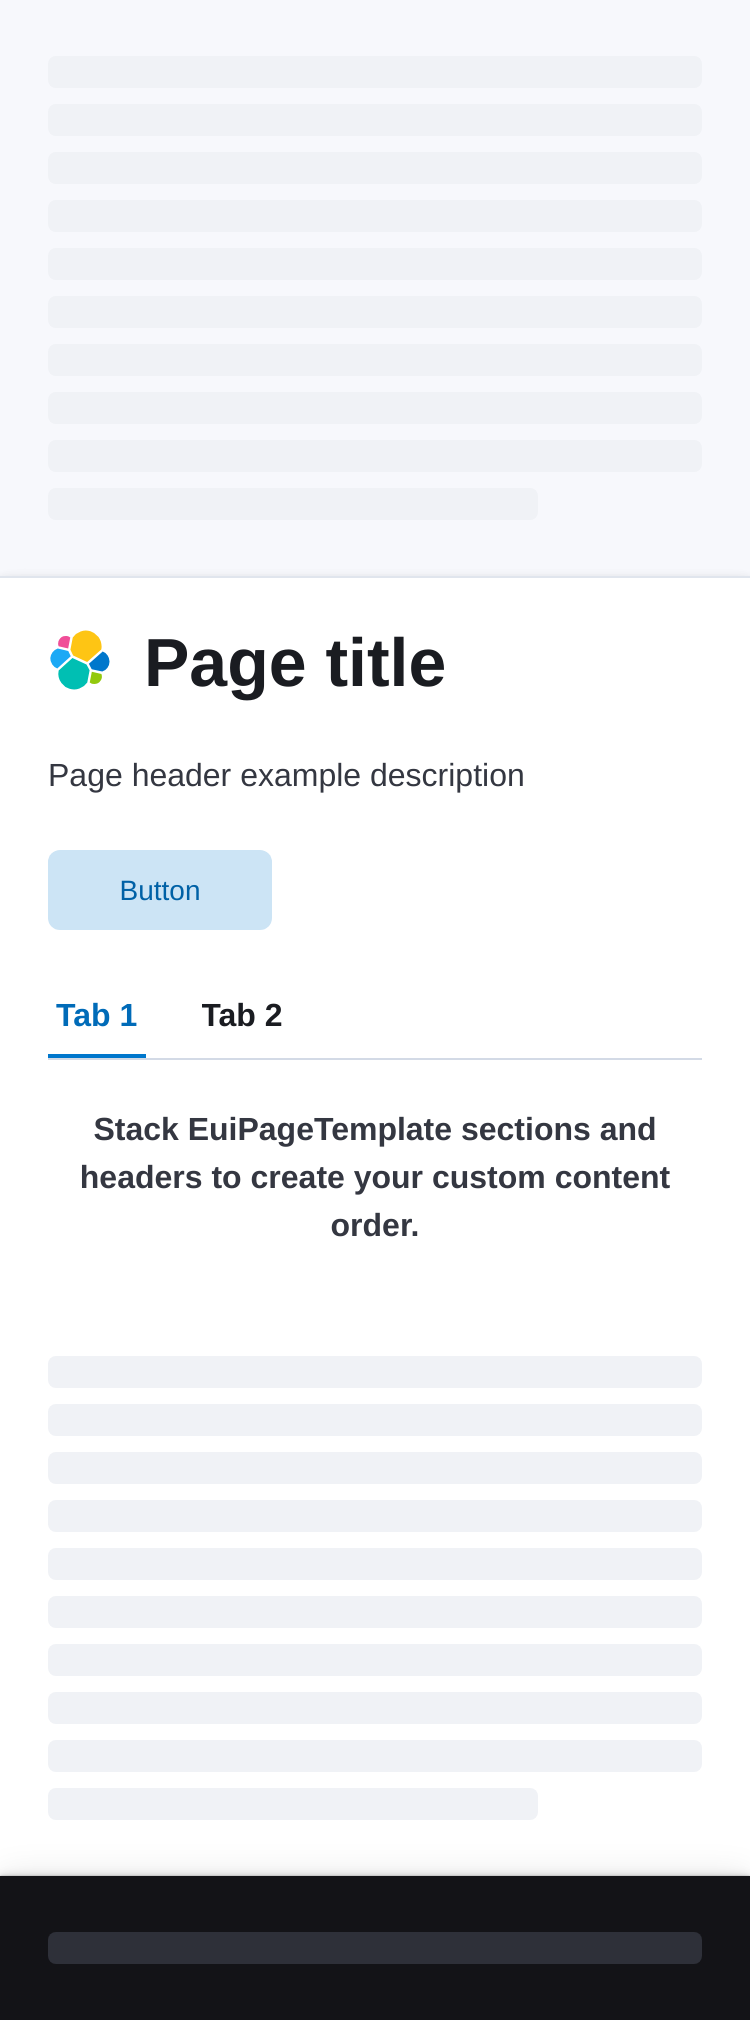 Page title
Page header example description
Button
Tab 1 Tab 2
Stack EuiPageTemplate sections and
headers to create your custom content
order.